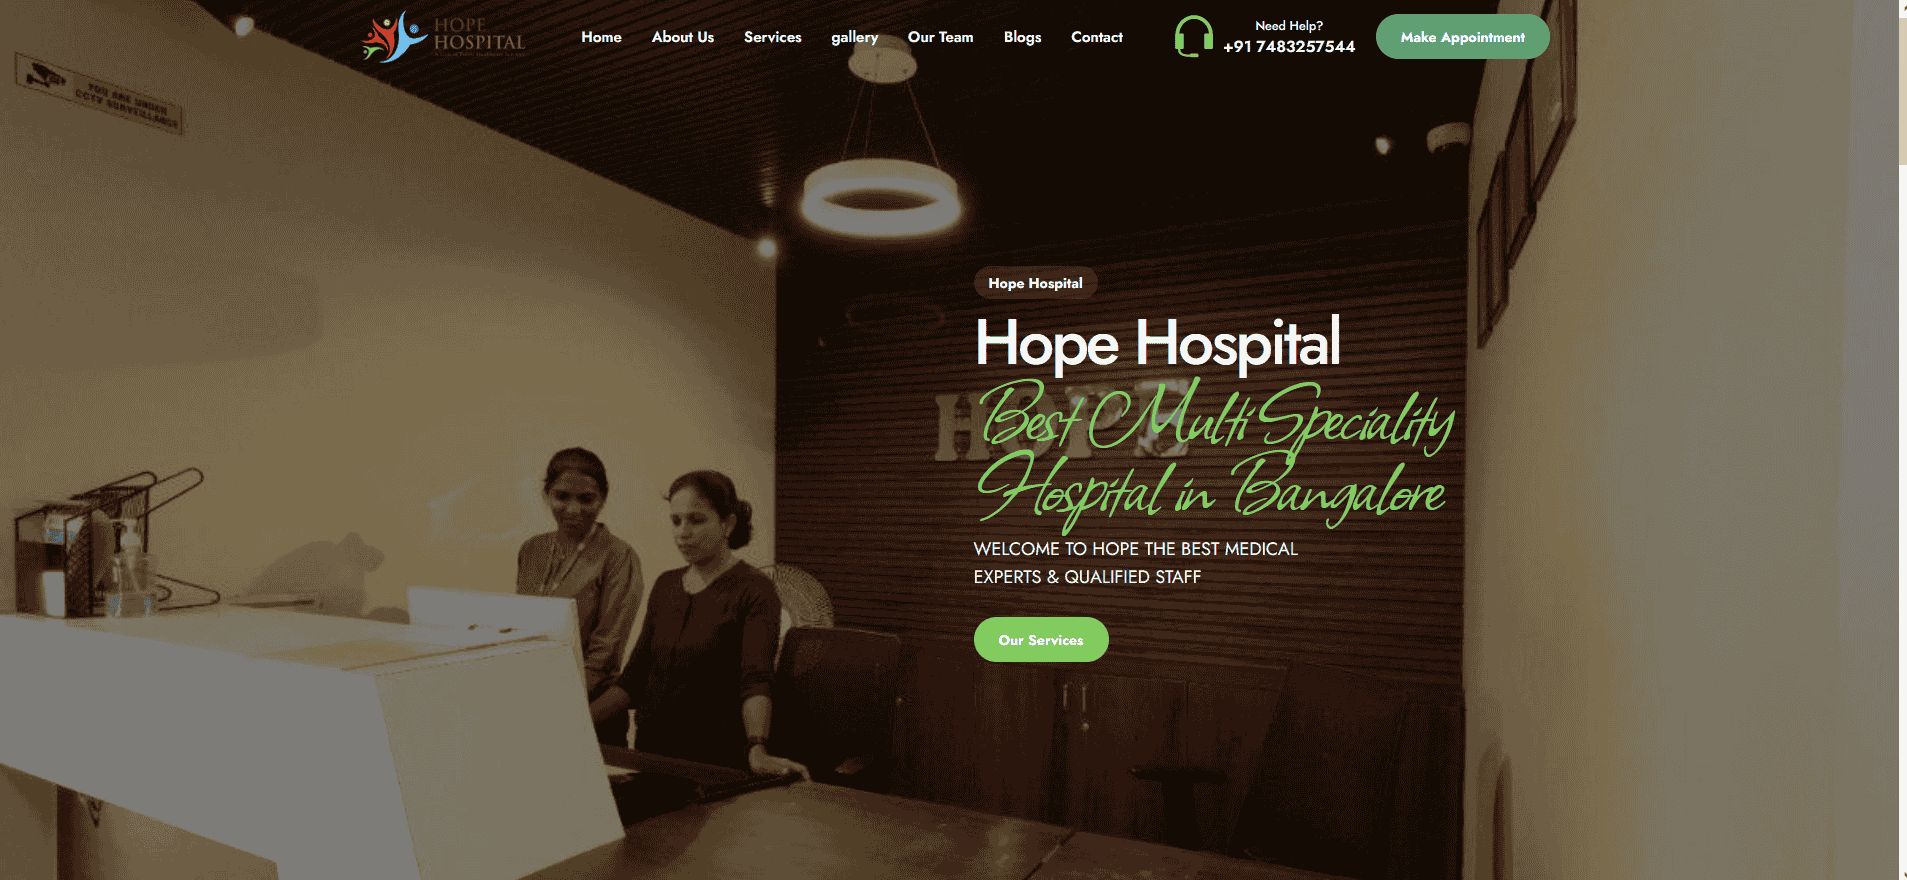 HOPE
HOSPITAL
Home
About Us
Services
gallery
Our Team
Blogs
Contact
Need Help?
+91 7483257544
Make Appointment
YOU ARE UNDER
CCTV SURVEILLANCE
Hope Hospital
Hope Hospital
HOPE
Best Multi Speciality
Hospital in Bangalore
WELCOME TO HOPE THE BEST MEDICAL
EXPERTS & QUALIFIED STAFF
Our Services